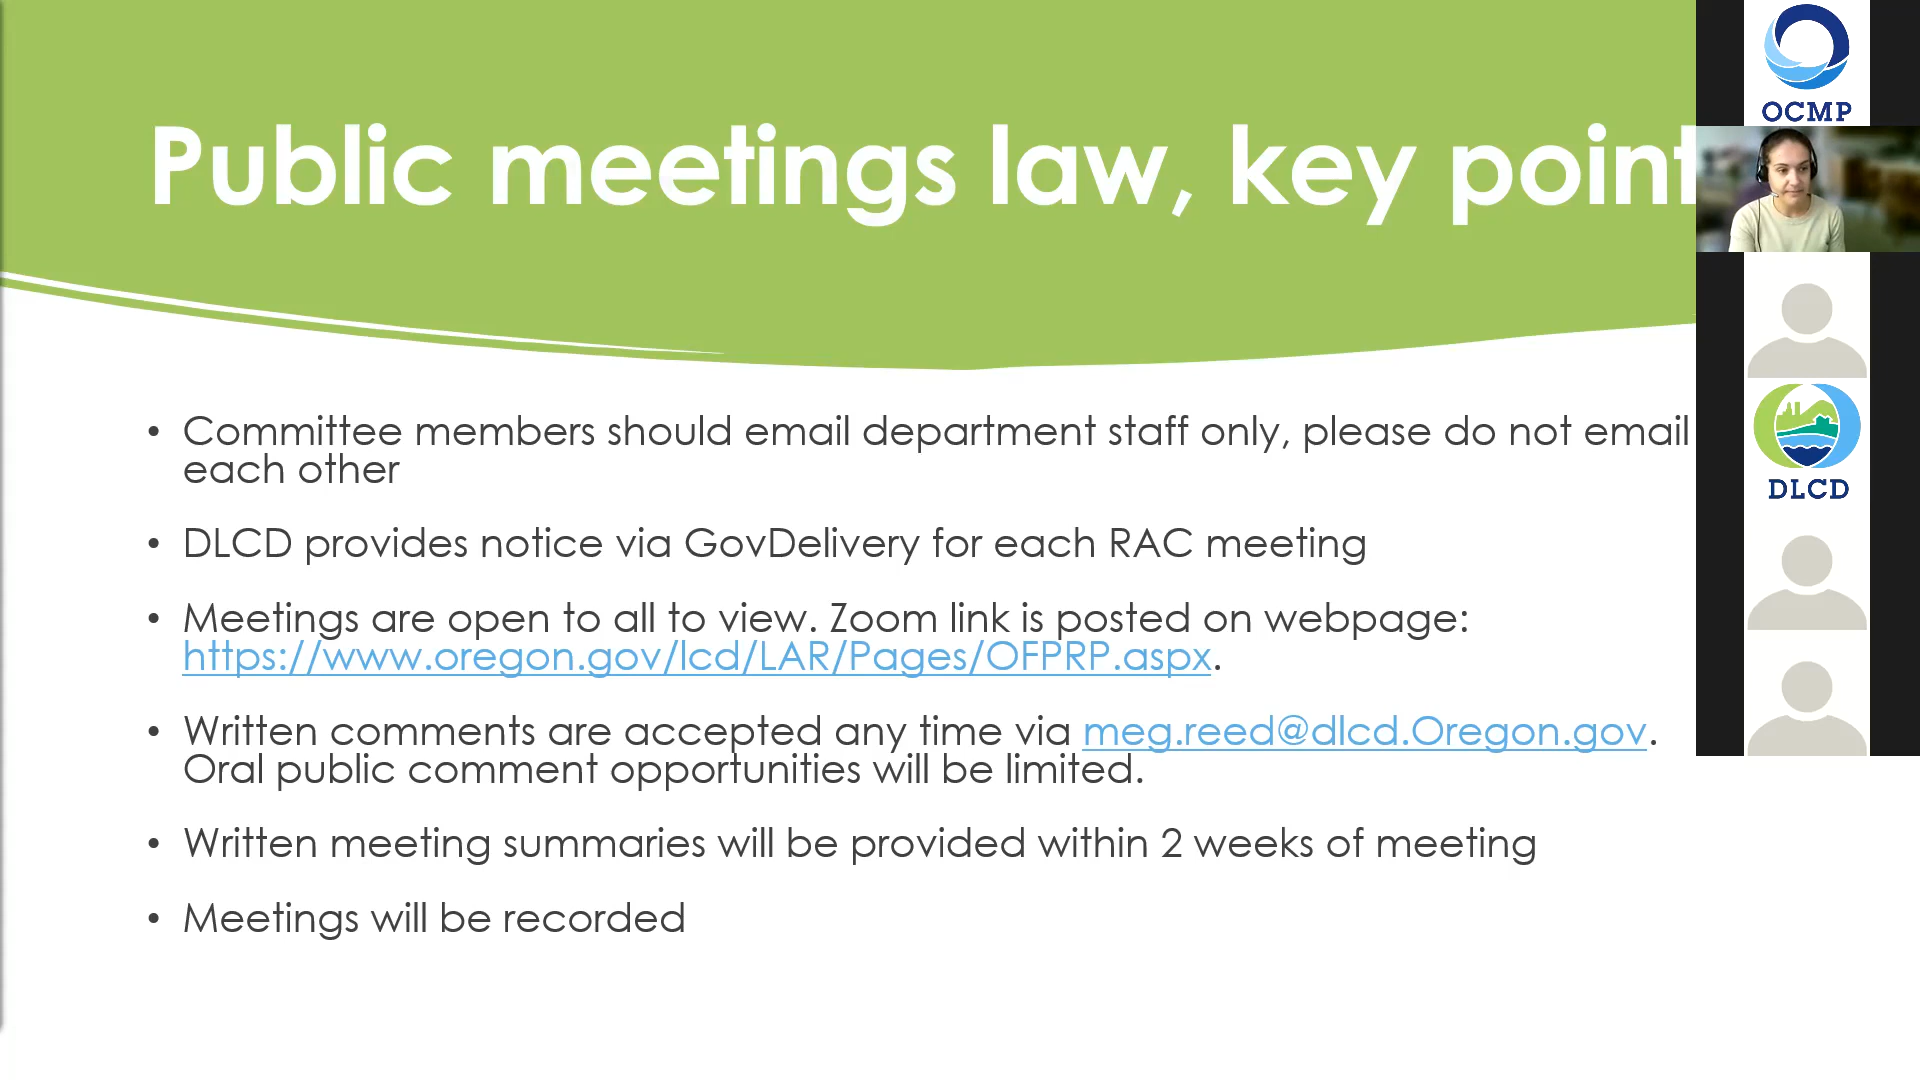 Public meetings law, key point
OCMP
• Committee members should email department staff only, please do not email
each other
• DLCD provides notice via GovDelivery for each RAC meeting
• Meetings are open to all to view. Zoom link is posted on webpage:
https://www.oregon.gov/lcd/LAR/Pages/OFPRP.aspx.
• Written comments are accepted any time via meg.reed@dlcd.Oregon.gov.
Oral public comment opportunities will be limited.
• Written meeting summaries will be provided within 2 weeks of meeting
• Meetings will be recorded
DLCD